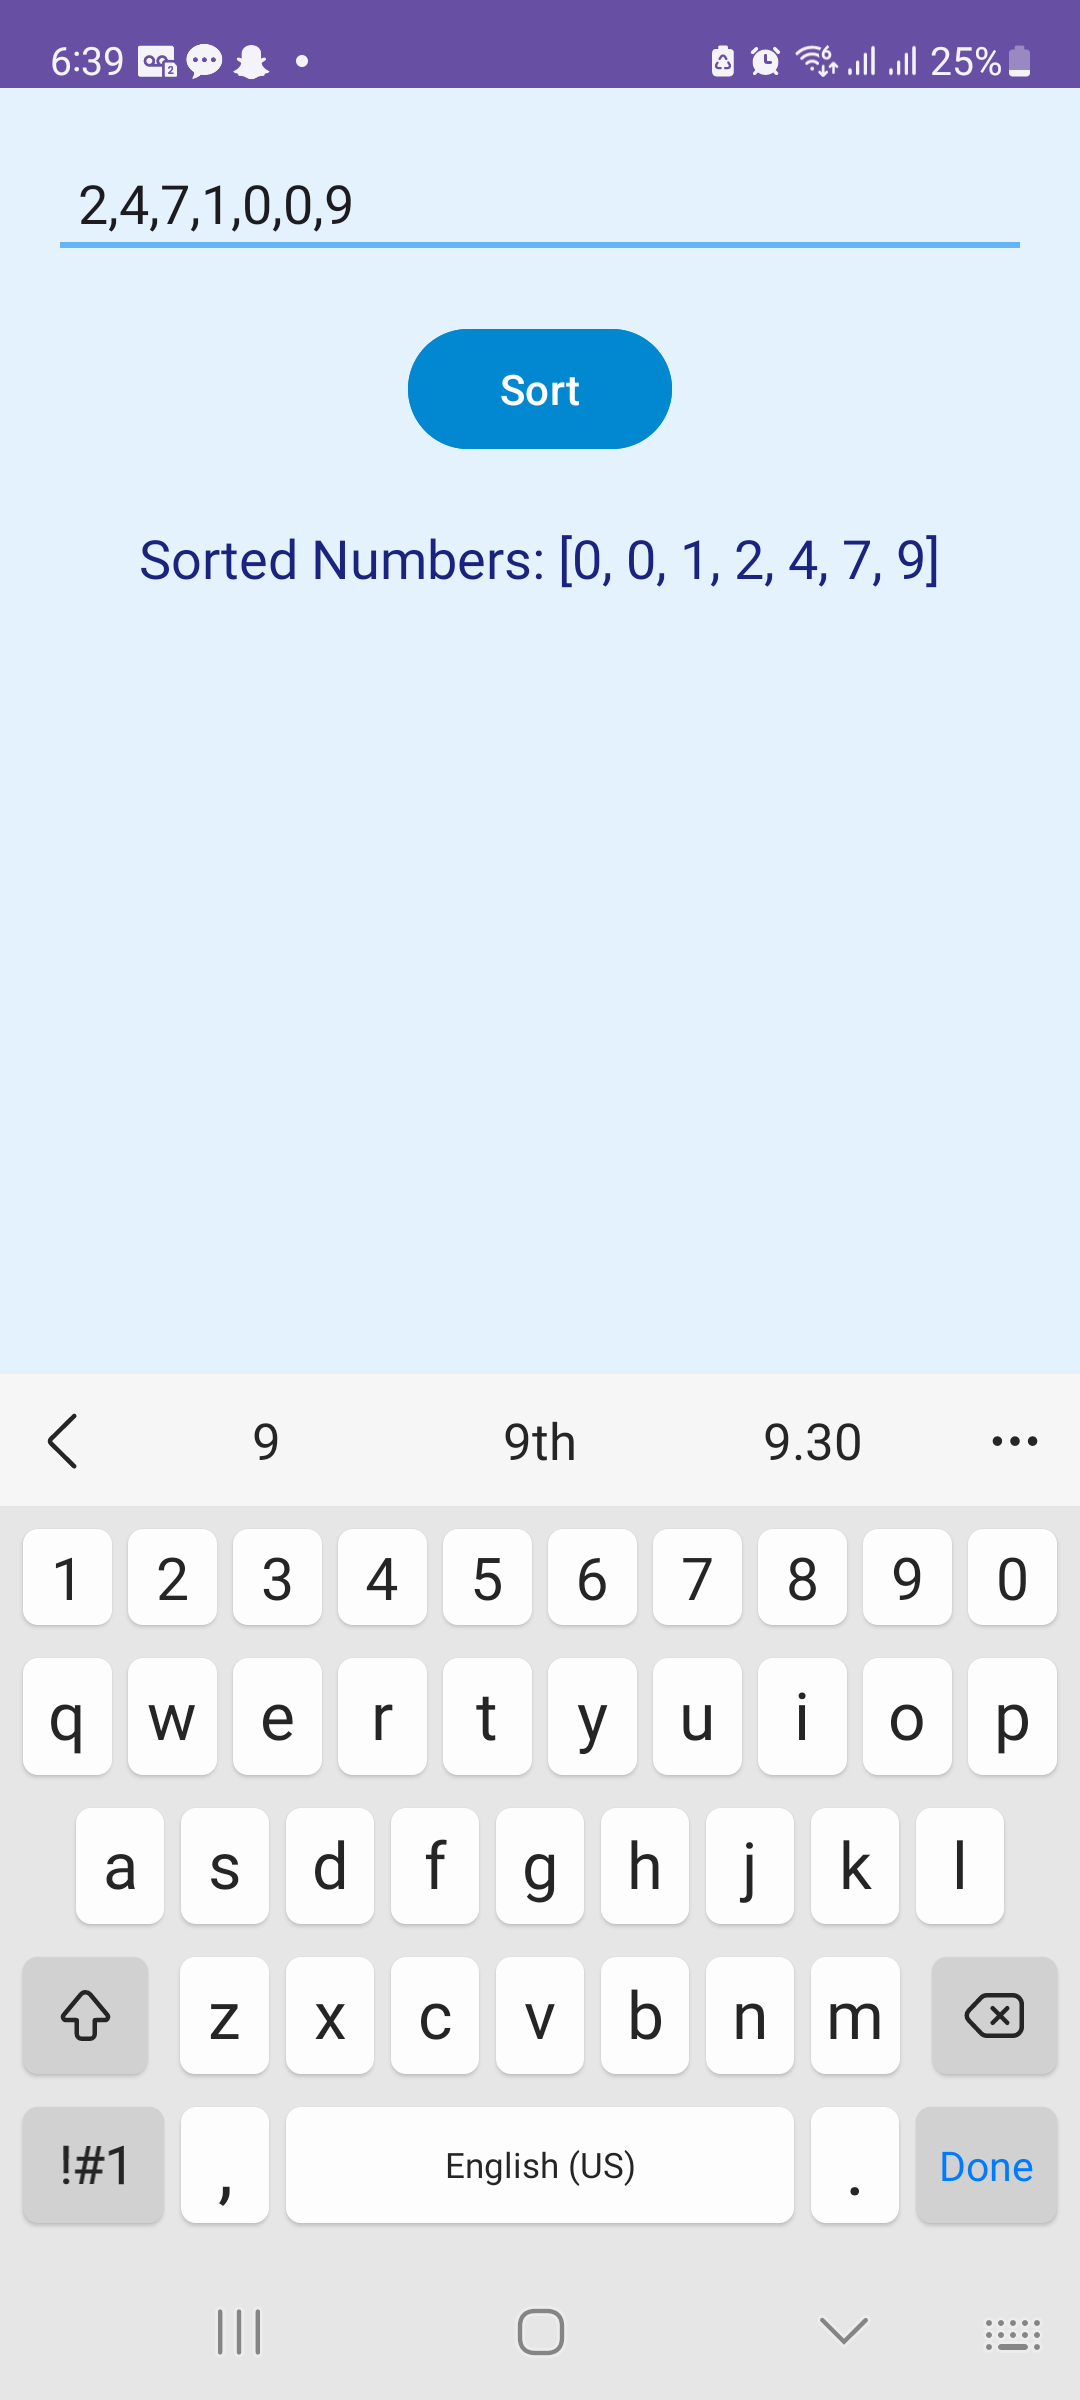 6:39 25%
2,4,7,1,0,0,9
Sort
Sorted Numbers: [0, 0, 1, 2, 4, 7, 9]
9 9th 9.30
1 2 3 4 5 6 7 8 9 0
q w e r t y u i o p
a s d f g h j k l
z x c v b n m
!#1 , English (US) . Done